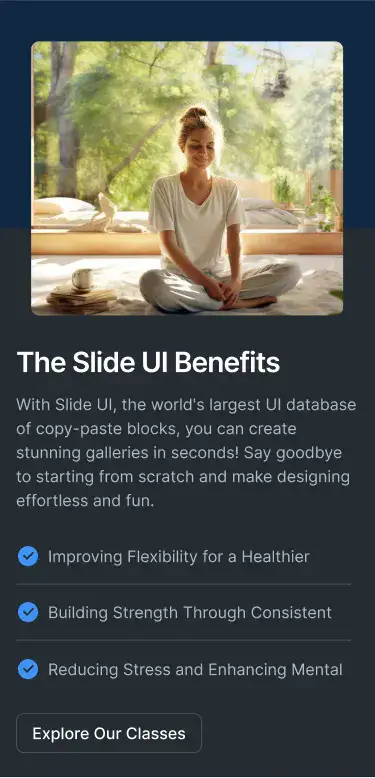 The Slide UI Benefits
With Slide UI, the world's largest UI database
of copy-paste blocks, you can create
stunning galleries in seconds! Say goodbye
to starting from scratch and make designing
effortless and fun.
Improving Flexibility for a Healthier
Building Strength Through Consistent
Reducing Stress and Enhancing Mental
Explore Our Classes